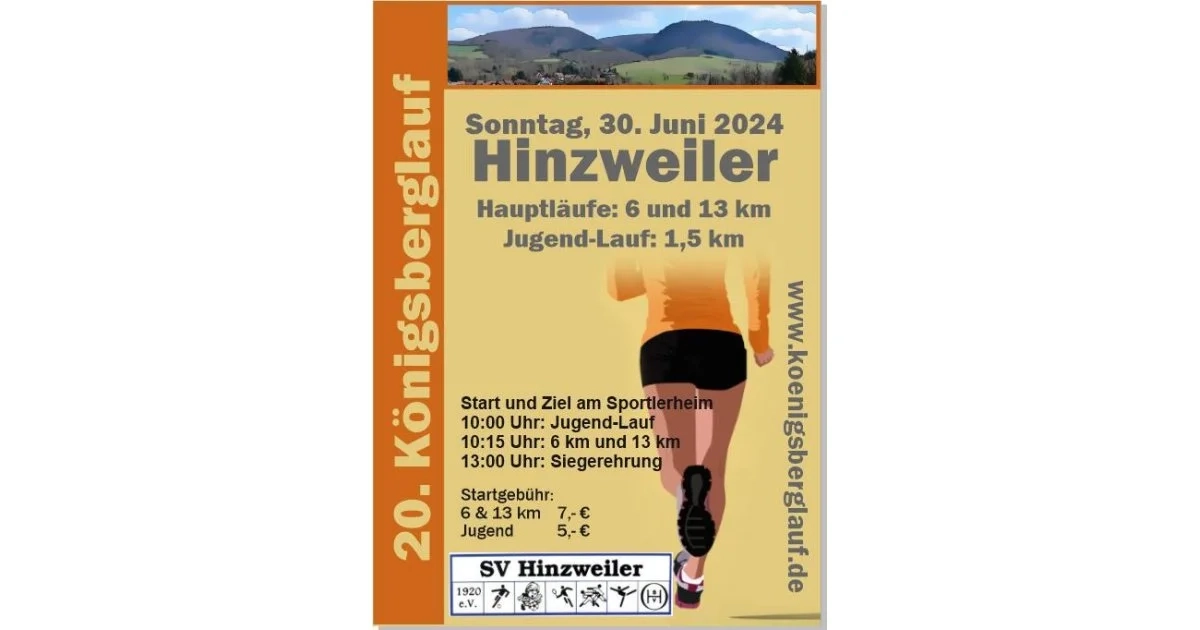 20. Königsberglauf
Sonntag, 30. Juni 2024
Hinzweiler
Hauptläufe: 6 und 13 km
Jugend-Lauf: 1,5 km
www.koenigsberglauf.de
Start und Ziel am Sportlerheim
10:00 Uhr: Jugend-Lauf
10:15 Uhr: 6 km und 13 km
13:00 Uhr: Siegerehrung
Startgebühr:
6 & 13 km 7,- €
Jugend 5,- €
SV Hinzweiler
1920
e.V.